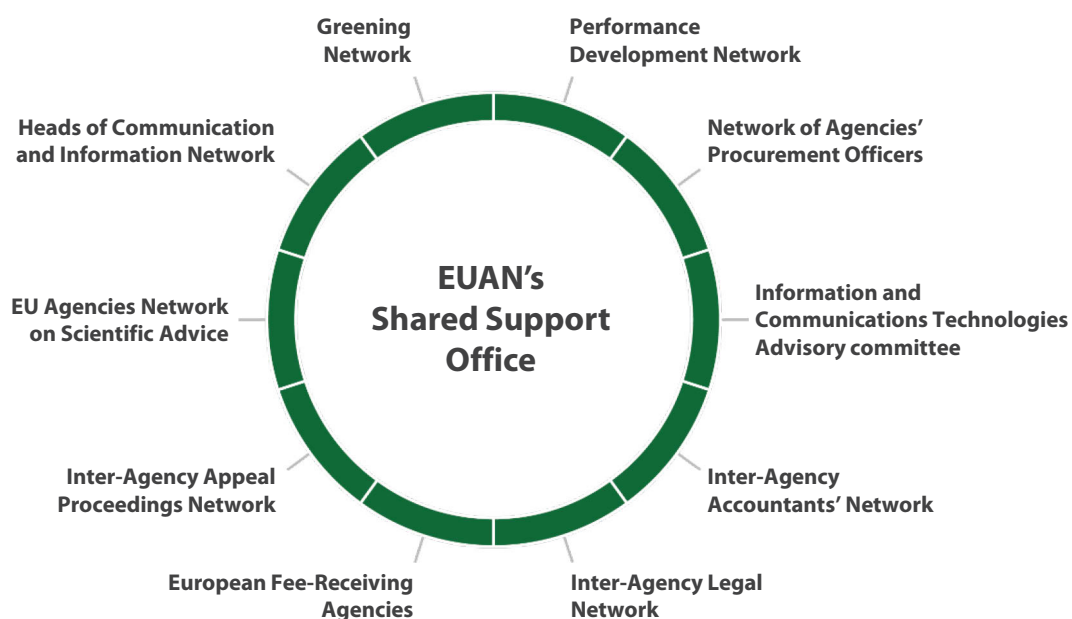 Greening
Network
Performance
Development Network
Heads of Communication
and Information Network
Network of Agencies’
Procurement Officers
EU Agencies Network
on Scientific Advice
EUAN’s
Shared Support
Office
Information and
Communications Technologies
Advisory committee
Inter-Agency Appeal
Proceedings Network
Inter-Agency
Accountants’ Network
European Fee-Receiving
Agencies
Inter-Agency Legal
Network